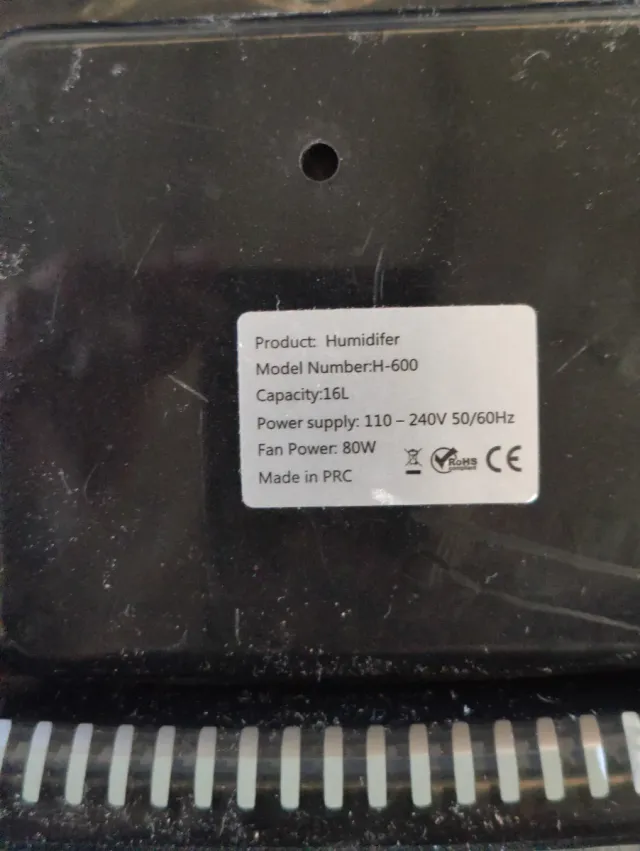 Product: Humidifer
Model Number:H-600
Capacity:16L
Power supply: 110 – 240V 50/60Hz
Fan Power: 80W
RoHS
compliant
CE
Made in PRC